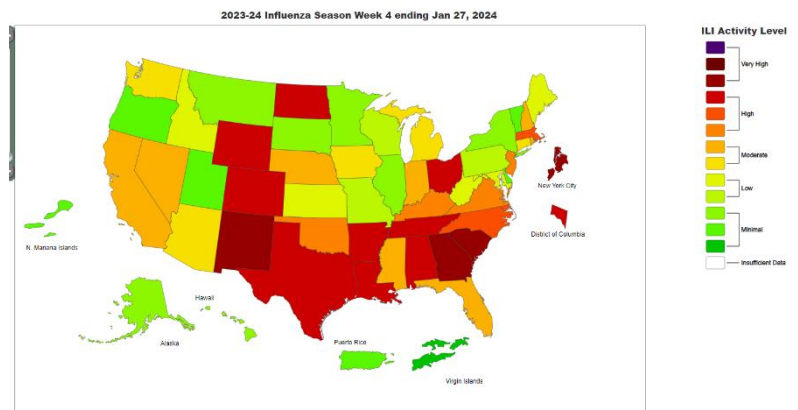 2023-24 Influenza Season Week 4 ending Jan 27, 2024
ILI Activity Level
Very High
High
Moderate
Low
Minimal
Insufficient Data
New York City
District of Columbia
N. Mariana Islands
Hawaii
Alaska
Puerto Rico
Virgin Islands